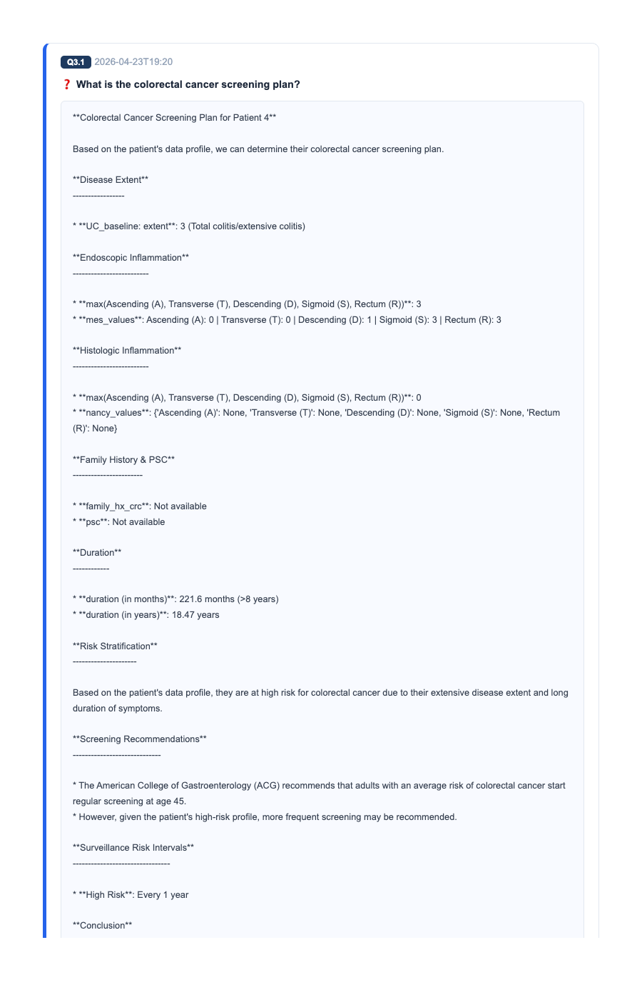 Q3.1 2026-04-23T19:20
❓ What is the colorectal cancer screening plan?
**Colorectal Cancer Screening Plan for Patient 4**
Based on the patient's data profile, we can determine their colorectal cancer screening plan.
**Disease Extent**
-----------------
* **UC_baseline: extent**: 3 (Total colitis/extensive colitis)
**Endoscopic Inflammation**
-------------------------
* **max(Ascending (A), Transverse (T), Descending (D), Sigmoid (S), Rectum (R))**: 3
* **mes_values**: Ascending (A): 0 | Transverse (T): 0 | Descending (D): 1 | Sigmoid (S): 3 | Rectum (R): 3
**Histologic Inflammation**
-------------------------
* **max(Ascending (A), Transverse (T), Descending (D), Sigmoid (S), Rectum (R))**: 0
* **nancy_values**: {'Ascending (A)': None, 'Transverse (T)': None, 'Descending (D)': None, 'Sigmoid (S)': None, 'Rectum
(R)': None}
**Family History & PSC**
-----------------------
* **family_hx_crc**: Not available
* **psc**: Not available
**Duration**
------------
* **duration (in months)**: 221.6 months (>8 years)
* **duration (in years)**: 18.47 years
**Risk Stratification**
---------------------
Based on the patient's data profile, they are at high risk for colorectal cancer due to their extensive disease extent and long
duration of symptoms.
**Screening Recommendations**
-----------------------------
* The American College of Gastroenterology (ACG) recommends that adults with an average risk of colorectal cancer start
regular screening at age 45.
* However, given the patient's high-risk profile, more frequent screening may be recommended.
**Surveillance Risk Intervals**
--------------------------------
* **High Risk**: Every 1 year
**Conclusion**